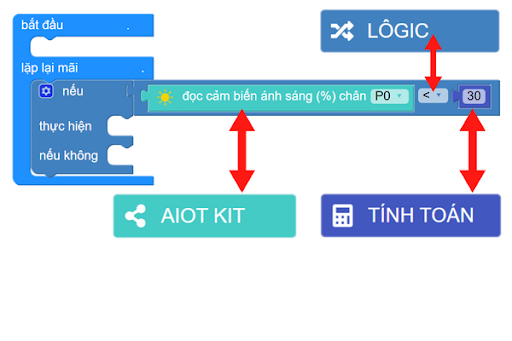 bắt đầu
LÔGIC
lặp lại mãi
nếu
đọc cảm biến ánh sáng (%) chân P0 < 30
thực hiện
nếu không
AIOT KIT
TÍNH TOÁN